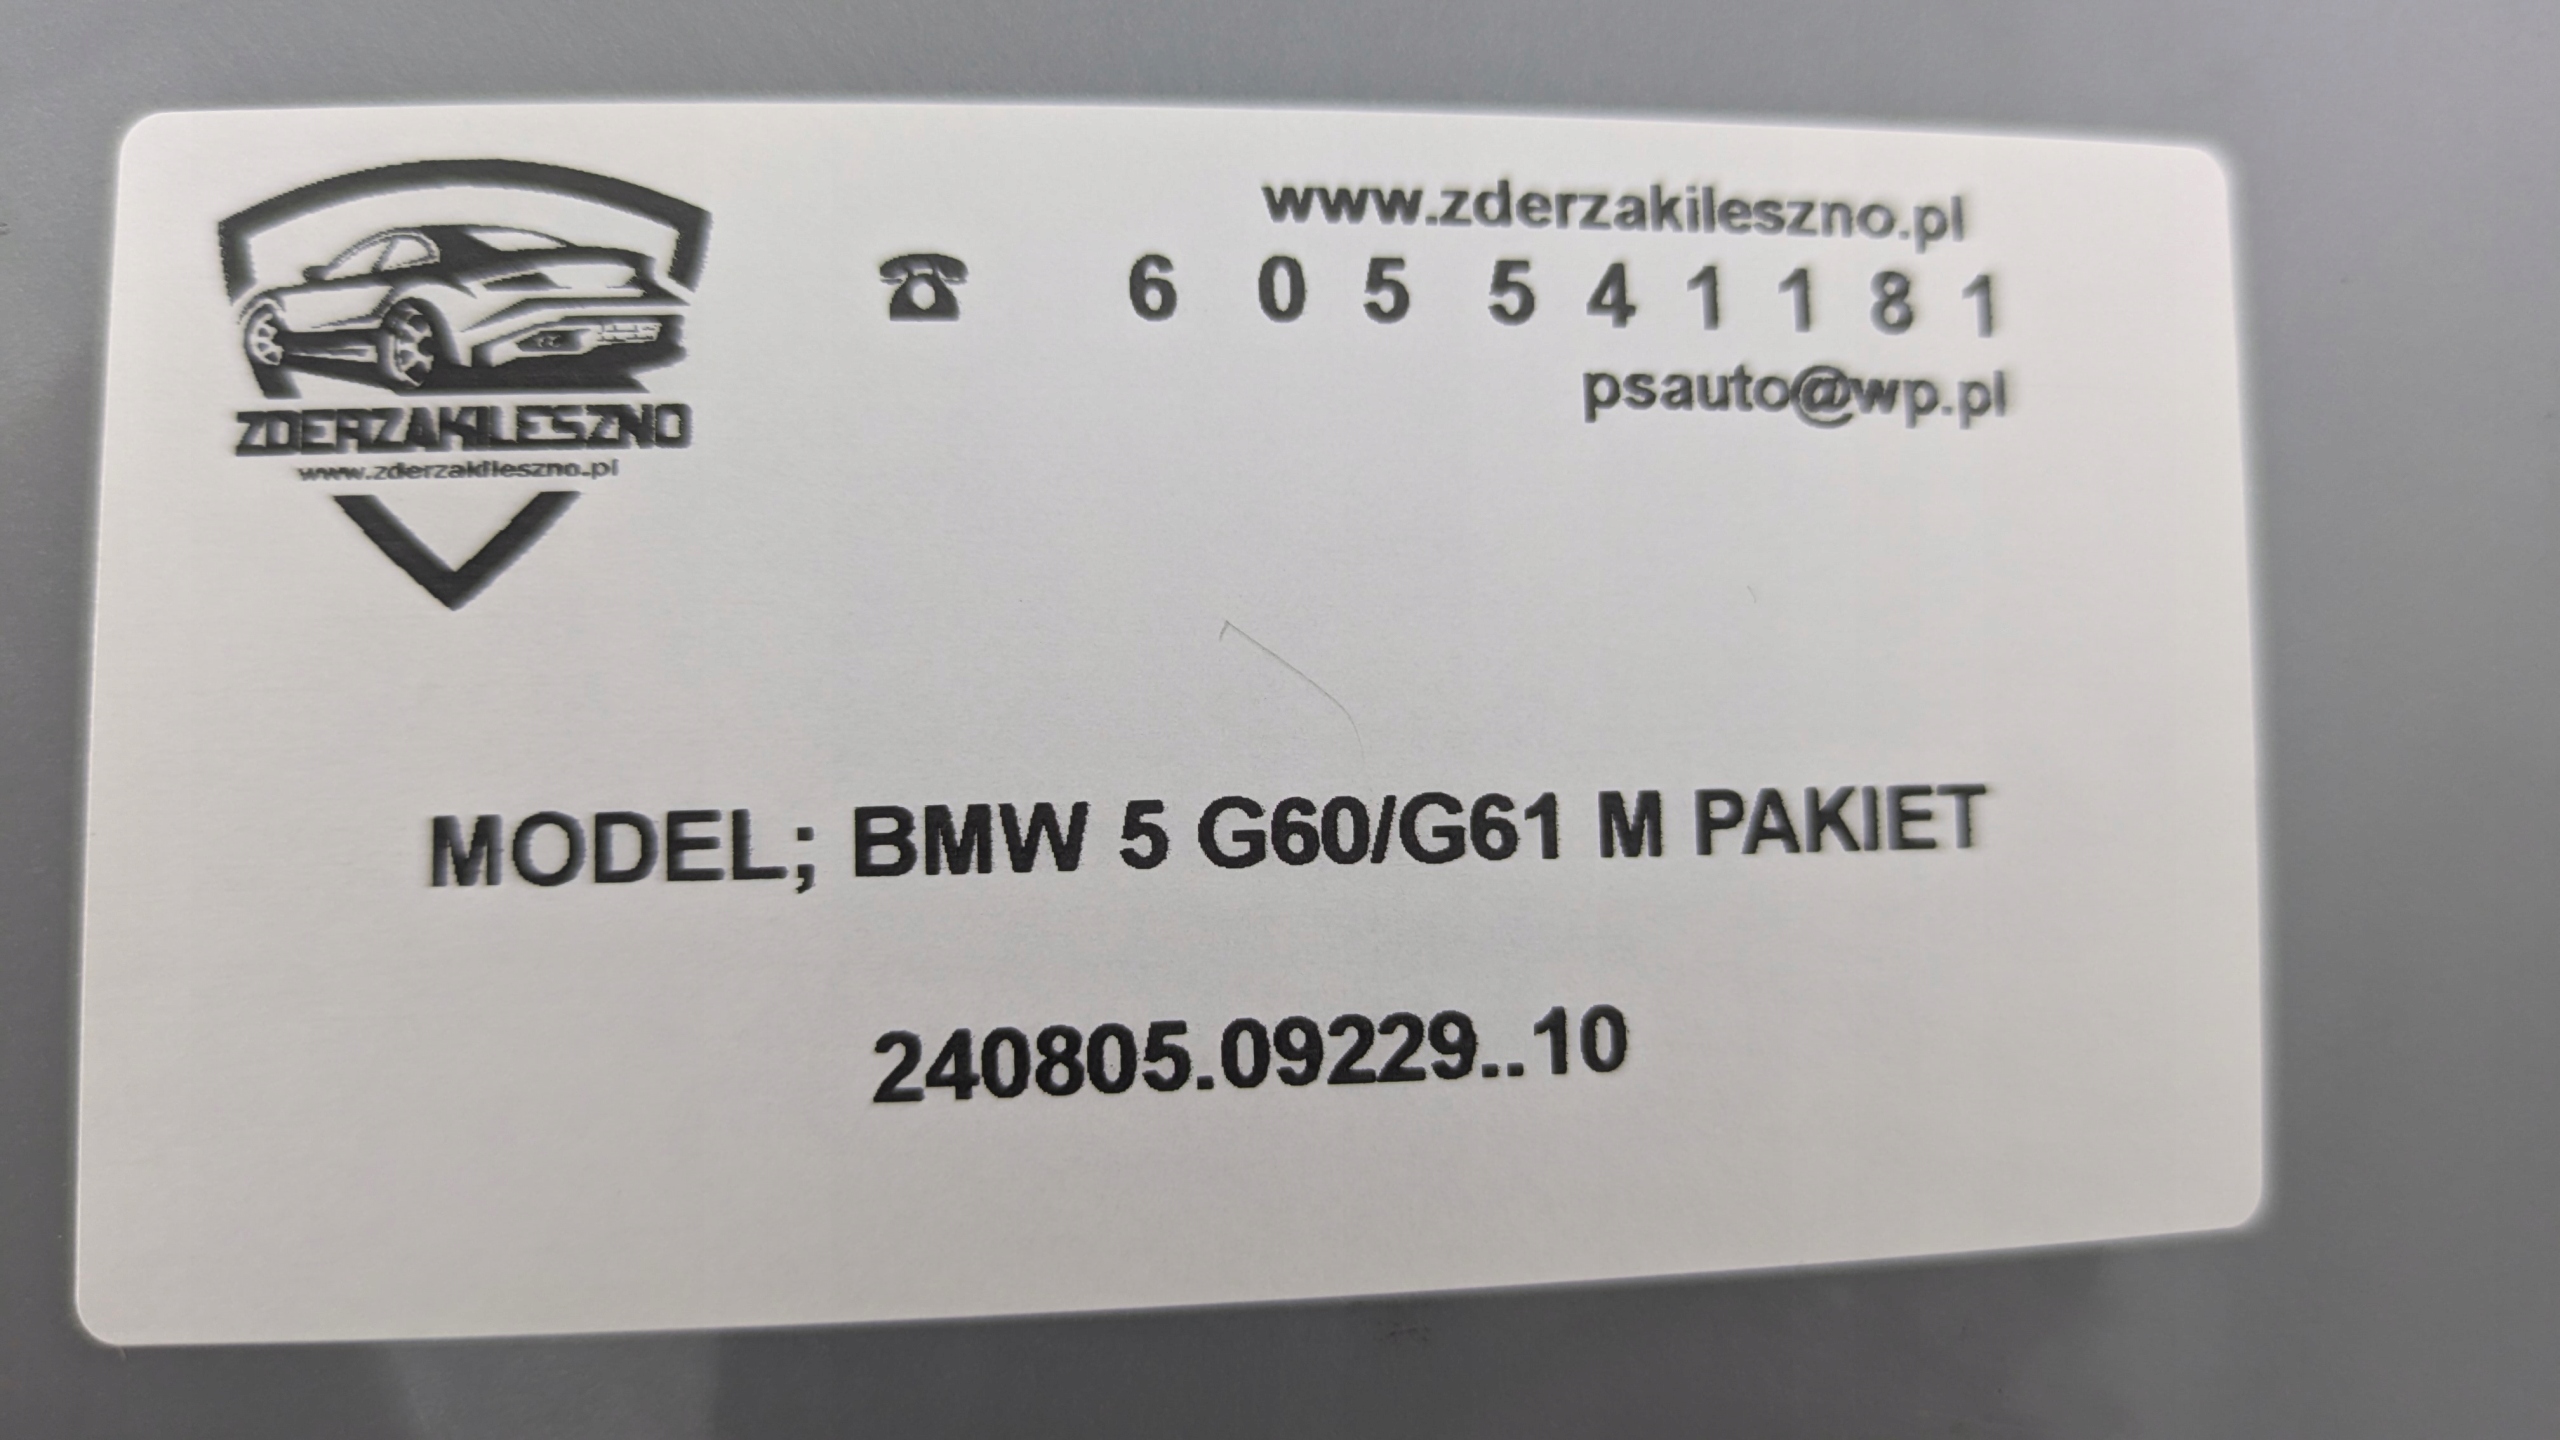 www.zderzakileszno.pl
☎ 6 0 5 5 4 1 1 8 1
psauto@wp.pl
ZDERZAKILESZNO
www.zderzakileszno.pl
MODEL; BMW 5 G60/G61 M PAKIET
240805.09229..10